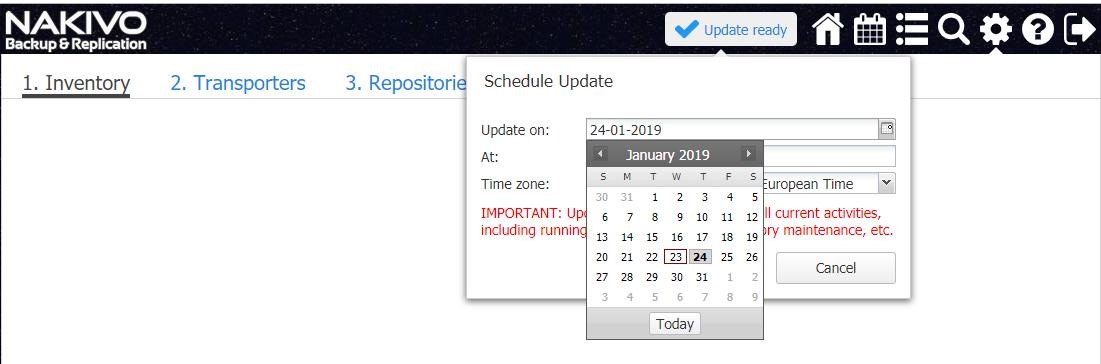 NAKIVO
Backup & Replication
Update ready
1. Inventory
2. Transporters
3. Repositorie
Schedule Update
Update on:
24-01-2019
At:
Time zone:
European Time
January 2019
S M T W T F S
30 31 1 2 3 4 5
6 7 8 9 10 11 12
13 14 15 16 17 18 19
20 21 22 23 24 25 26
27 28 29 30 31 1 2
3 4 5 6 7 8 9
Today
IMPORTANT: Upd ll current activities,
including running ry maintenance, etc.
Cancel